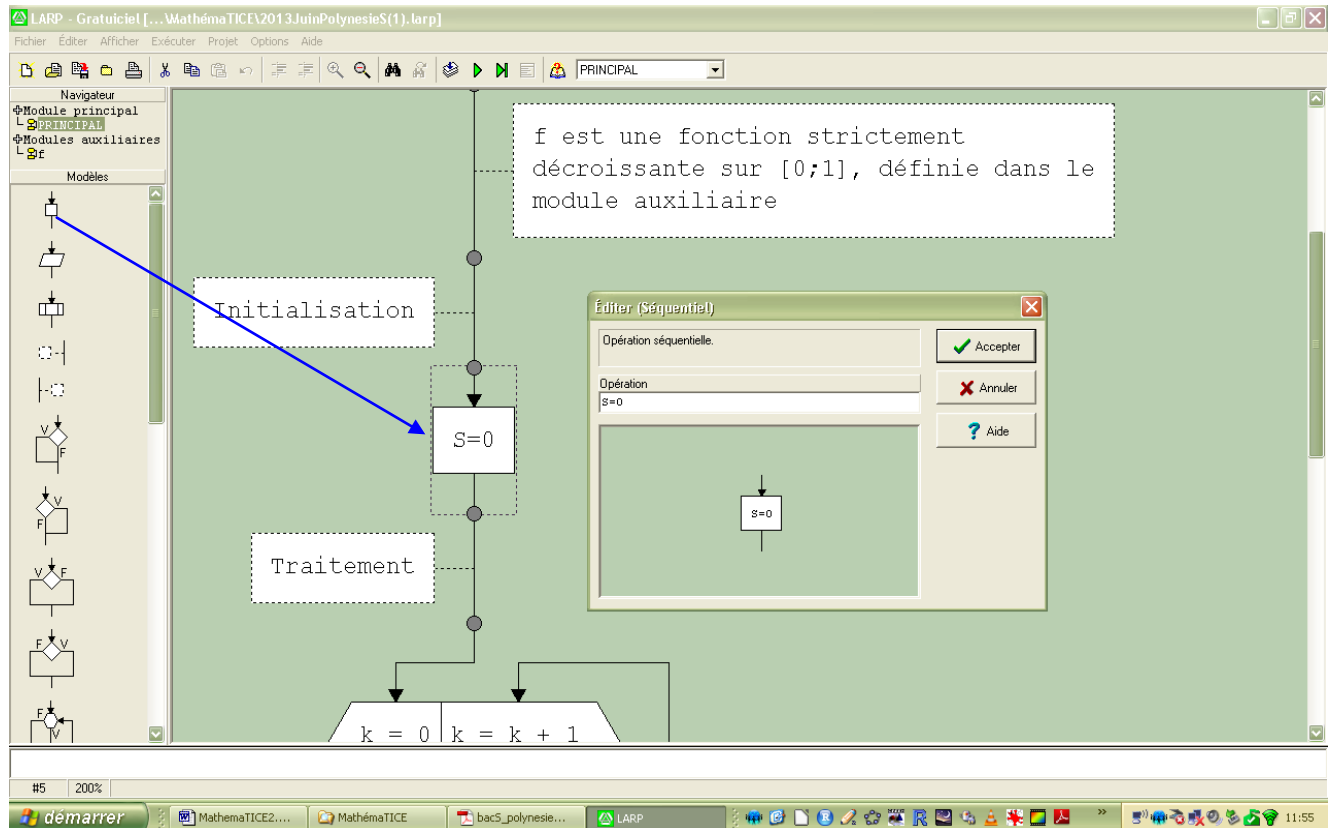 LARP - Gratuiciel [...\MathémaTICE\2013JuinPolynesieS(1).larp]
Fichier Éditer Afficher Exécuter Projet Options Aide
PRINCIPAL
Navigateur
Module principal
PRINCIPAL
Modules auxiliaires
f
Modèles
f est une fonction strictement
décroissante sur [0;1], définie dans le
module auxiliaire
Initialisation
S=0
Traitement
k = 0 k = k + 1
Éditer (Séquentiel)
Opération séquentielle.
Opération
S=0
S=0
Accepter
Annuler
Aide
F
V
F
V
F
V
F
V
F
V
F
V
#5 200%
démarrer MathemaTICE2.... MathémaTICE bacS_polynesie... LARP 11:55